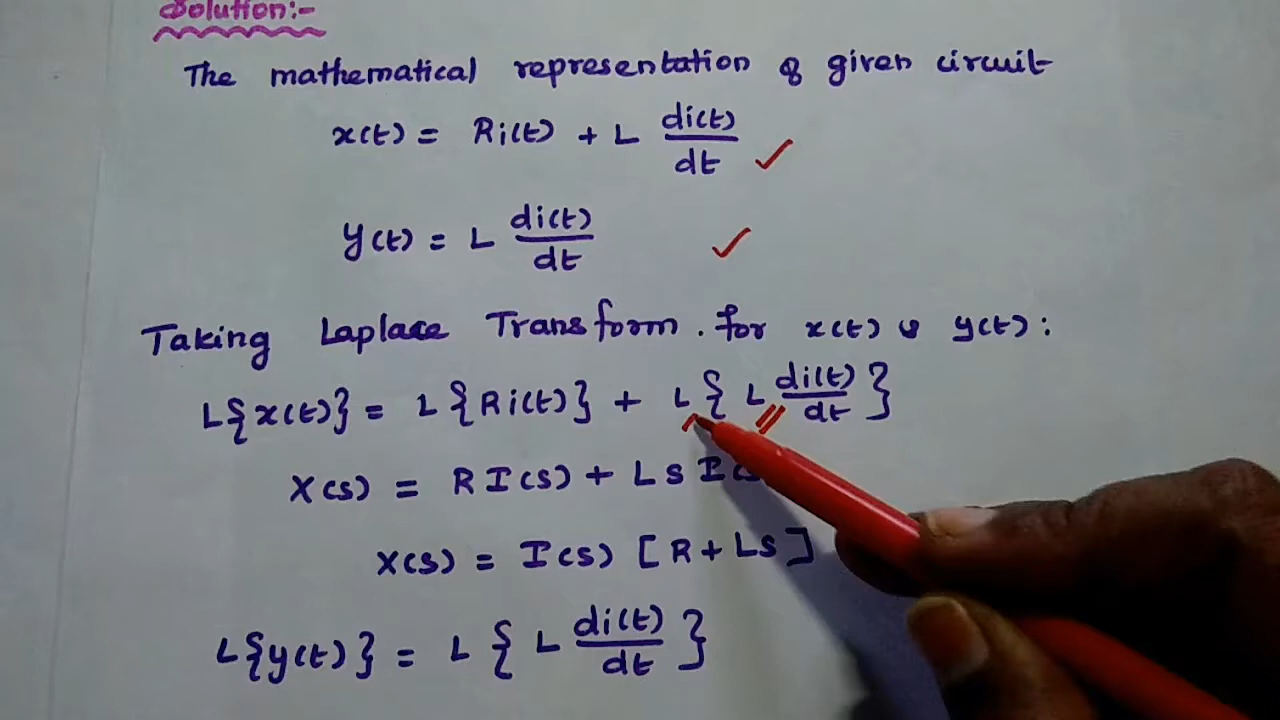 Solution:-
The mathematical representation of given circuit
x(t) = Ri(t) + L di(t)/dt ✓
y(t) = L di(t)/dt ✓
Taking Laplace Transform. for x(t) & y(t):
L{x(t)} = L{Ri(t)} + L{L di(t)/dt}
X(s) = R I(s) + L s I(s
X(s) = I(s) [R + Ls]
L{y(t)} = L{L di(t)/dt}